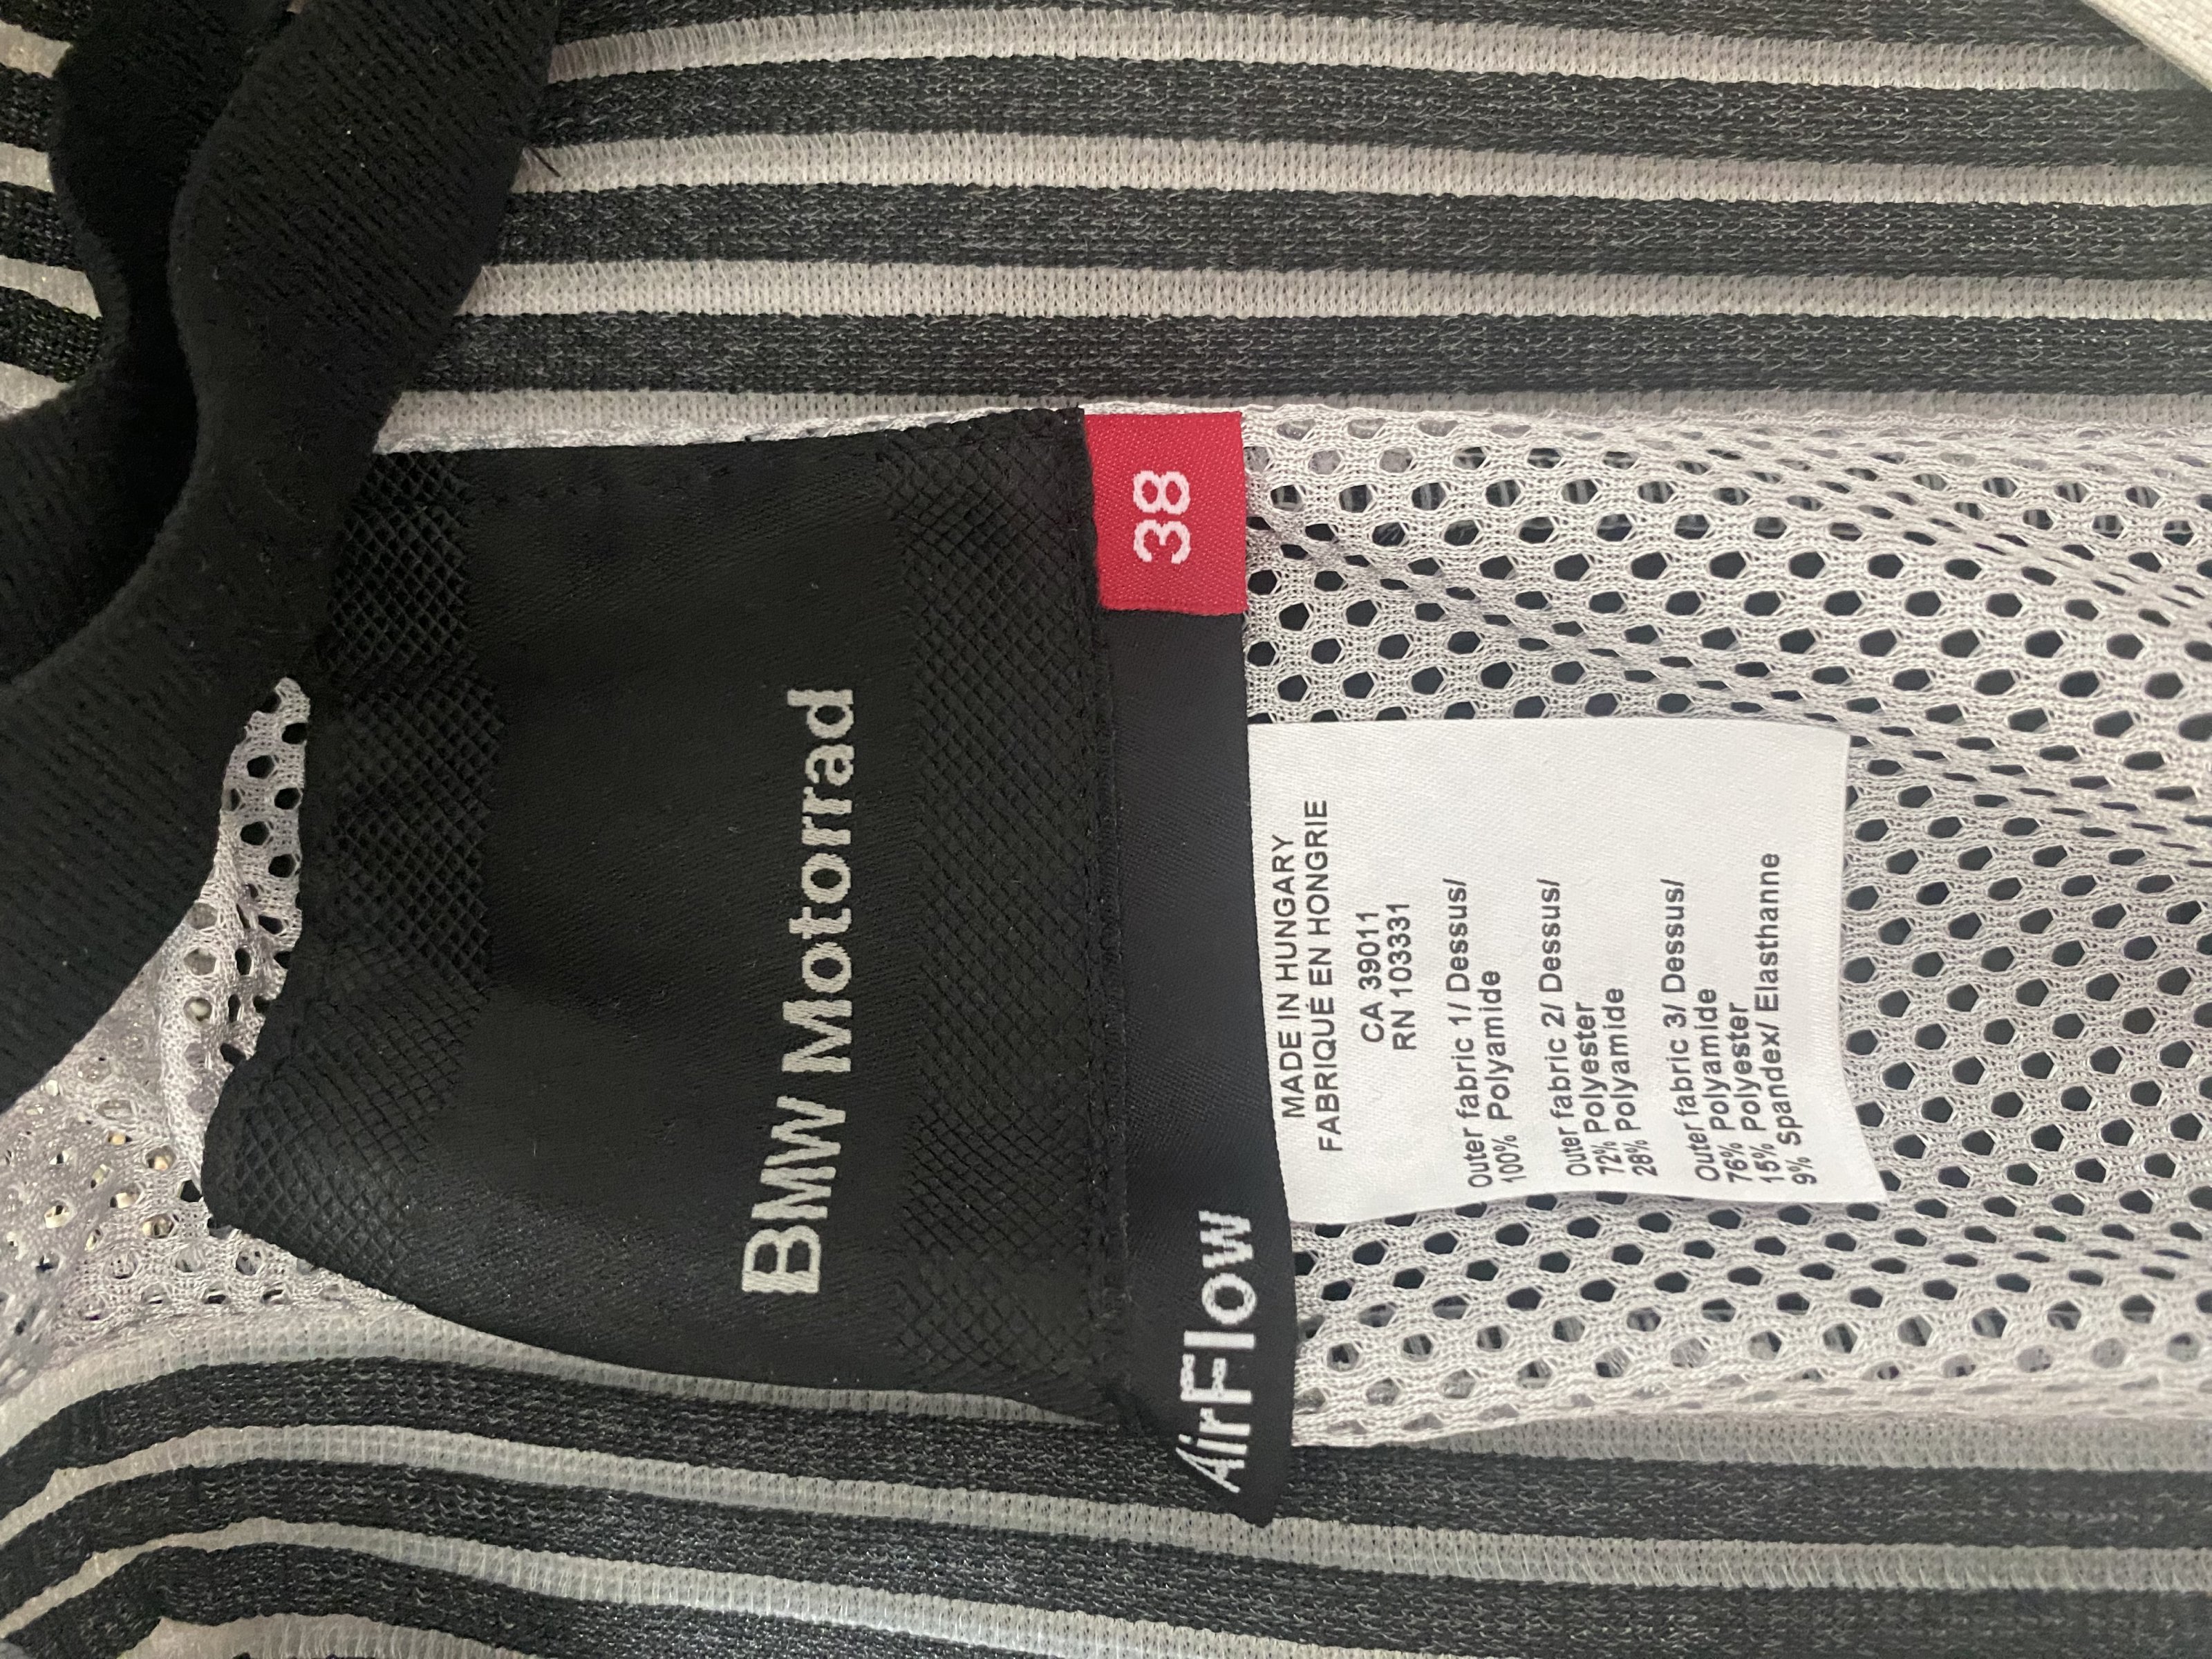 BMW Motorrad
38
AirFlow
MADE IN HUNGARY
FABRIQUÉ EN HONGRIE
CA 39011
RN 103331
Outer fabric 1/ Dessus/
100% Polyamide
Outer fabric 2/ Dessus/
72% Polyester
28% Polyamide
Outer fabric 3/ Dessus/
76% Polyamide
15% Polyester
9% Spandex/ Elasthanne